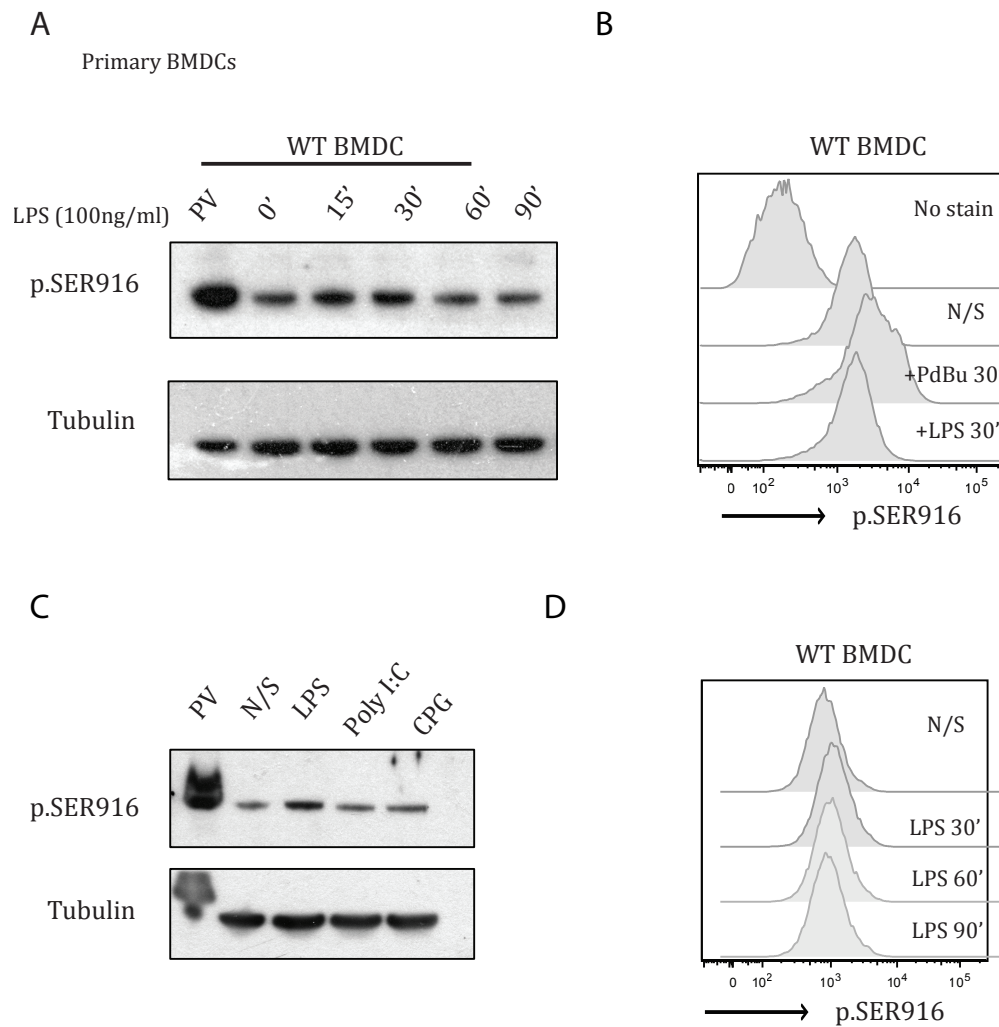 A
Primary BMDCs
WT BMDC
LPS (100ng/ml)
PV
0'
15'
30'
60'
90'
p.SER916
Tubulin
B
WT BMDC
No stain
N/S
+PdBu 30
+LPS 30'
0 10² 10³ 10⁴ 10⁵
p.SER916
C
PV
N/S
LPS
Poly I:C
CPG
p.SER916
Tubulin
D
WT BMDC
N/S
LPS 30'
LPS 60'
LPS 90'
0 10² 10³ 10⁴ 10⁵
p.SER916